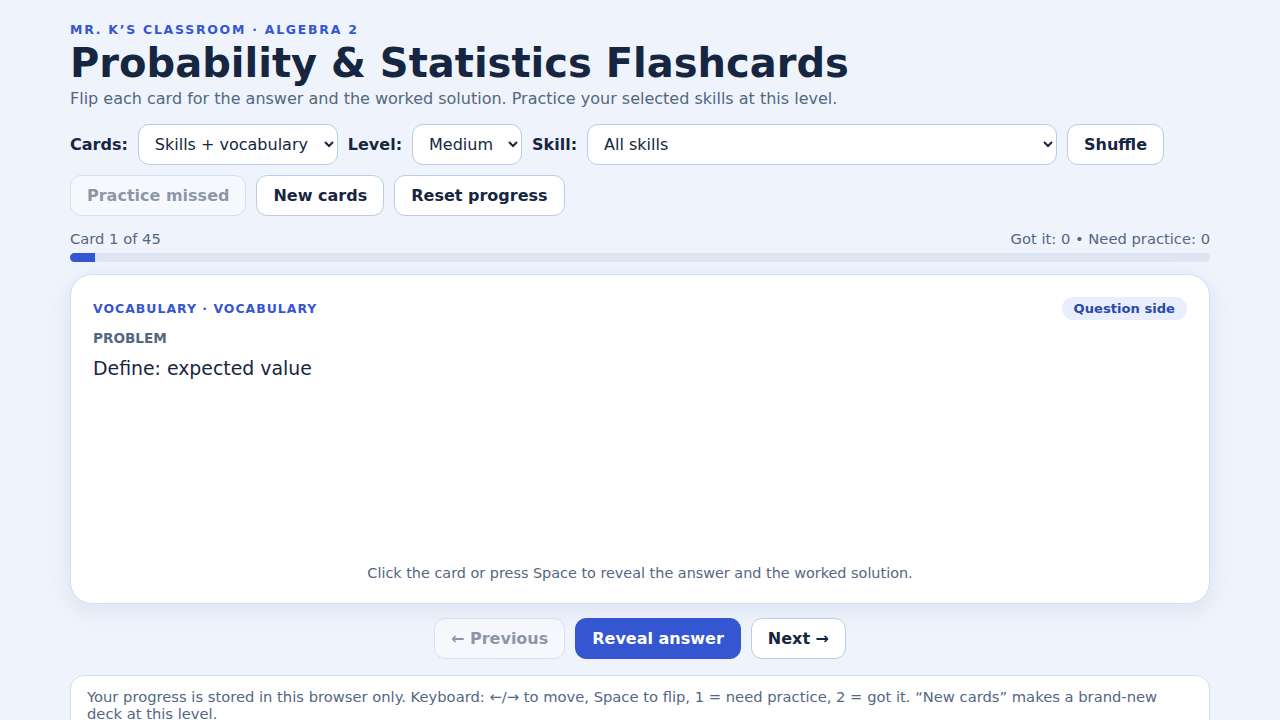 MR. K’S CLASSROOM · ALGEBRA 2
Probability & Statistics Flashcards
Flip each card for the answer and the worked solution. Practice your selected skills at this level.
Cards: Skills + vocabulary Level: Medium Skill: All skills Shuffle
Practice missed New cards Reset progress
Card 1 of 45 Got it: 0 • Need practice: 0
VOCABULARY · VOCABULARY Question side
PROBLEM
Define: expected value
Click the card or press Space to reveal the answer and the worked solution.
← Previous Reveal answer Next →
Your progress is stored in this browser only. Keyboard: ←/→ to move, Space to flip, 1 = need practice, 2 = got it. “New cards” makes a brand-new
deck at this level.